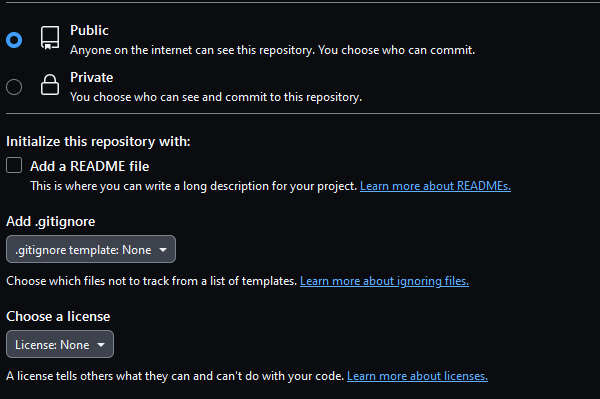 Public
Anyone on the internet can see this repository. You choose who can commit.
Private
You choose who can see and commit to this repository.
Initialize this repository with:
Add a README file
This is where you can write a long description for your project. Learn more about READMEs.
Add .gitignore
.gitignore template: None
Choose which files not to track from a list of templates. Learn more about ignoring files.
Choose a license
License: None
A license tells others what they can and can't do with your code. Learn more about licenses.